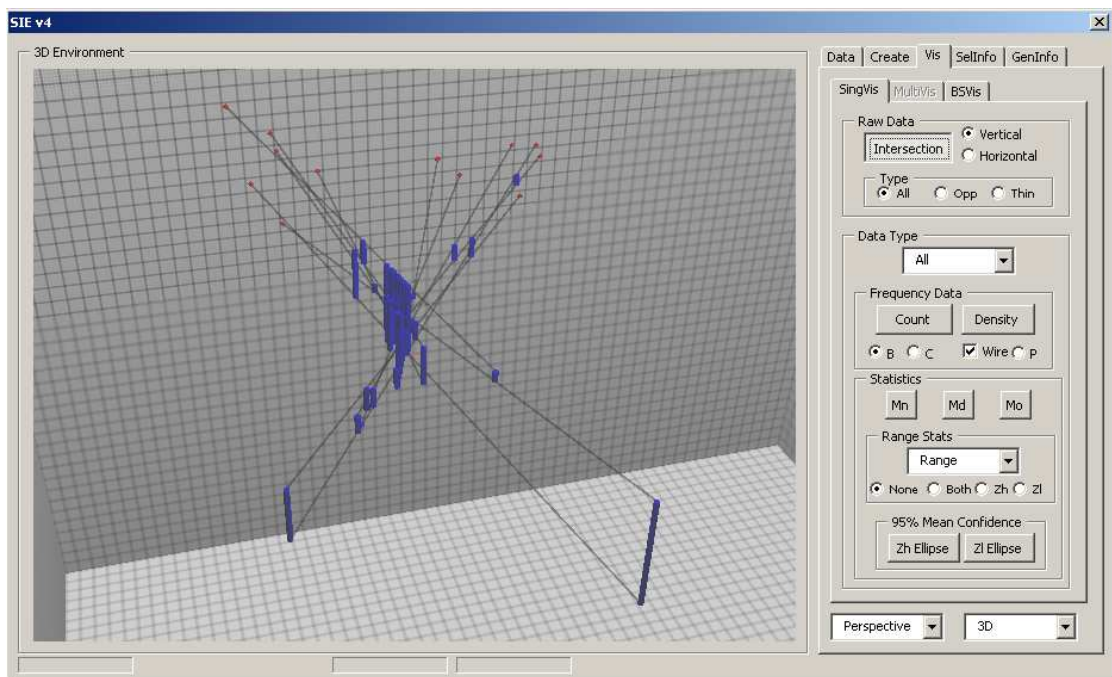 SIE v4
3D Environment
Data Create Vis SelInfo GenInfo
SingVis MultiVis BSVis
Raw Data
Intersection
Vertical
Horizontal
Type
All Opp Thin
Data Type
All
Frequency Data
Count Density
B C Wire P
Statistics
Mn Md Mo
Range Stats
Range
None Both Zh Zl
95% Mean Confidence
Zh Ellipse Zl Ellipse
Perspective 3D